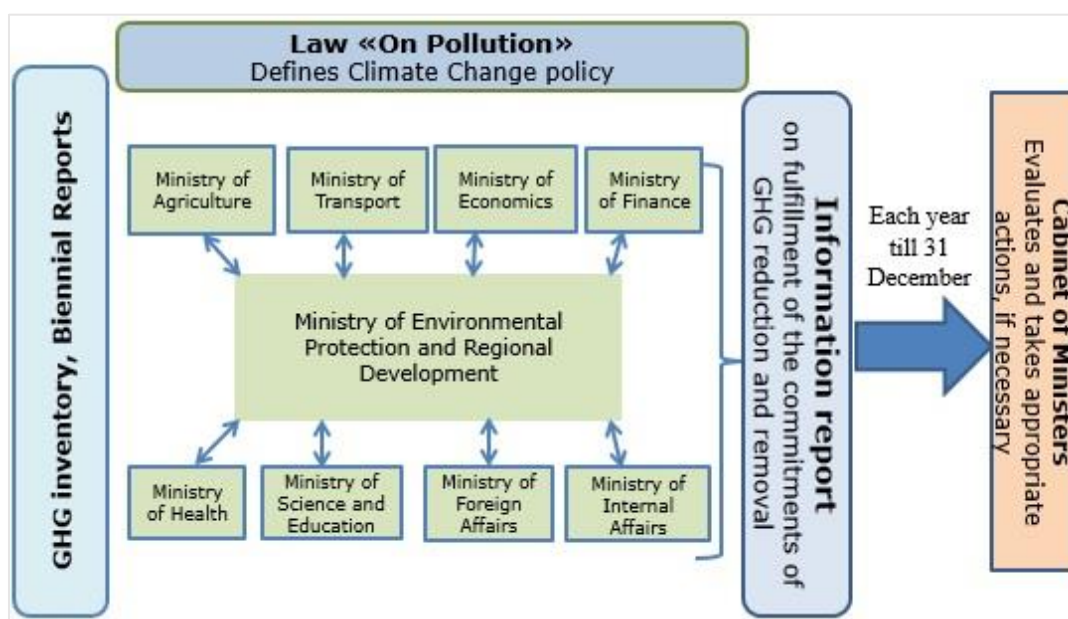 Law «On Pollution»
Defines Climate Change policy
GHG inventory, Biennial Reports
Ministry of
Agriculture
Ministry of
Transport
Ministry of
Economics
Ministry
of Finance
Ministry of Environmental
Protection and Regional
Development
Ministry
of Health
Ministry of
Science and
Education
Ministry of
Foreign
Affairs
Ministry of
Internal
Affairs
Information report
on fulfillment of the commitments of
GHG reduction and removal
Each year
till 31
December
Cabinet of Ministers
Evaluates and takes appropriate
actions, if necessary